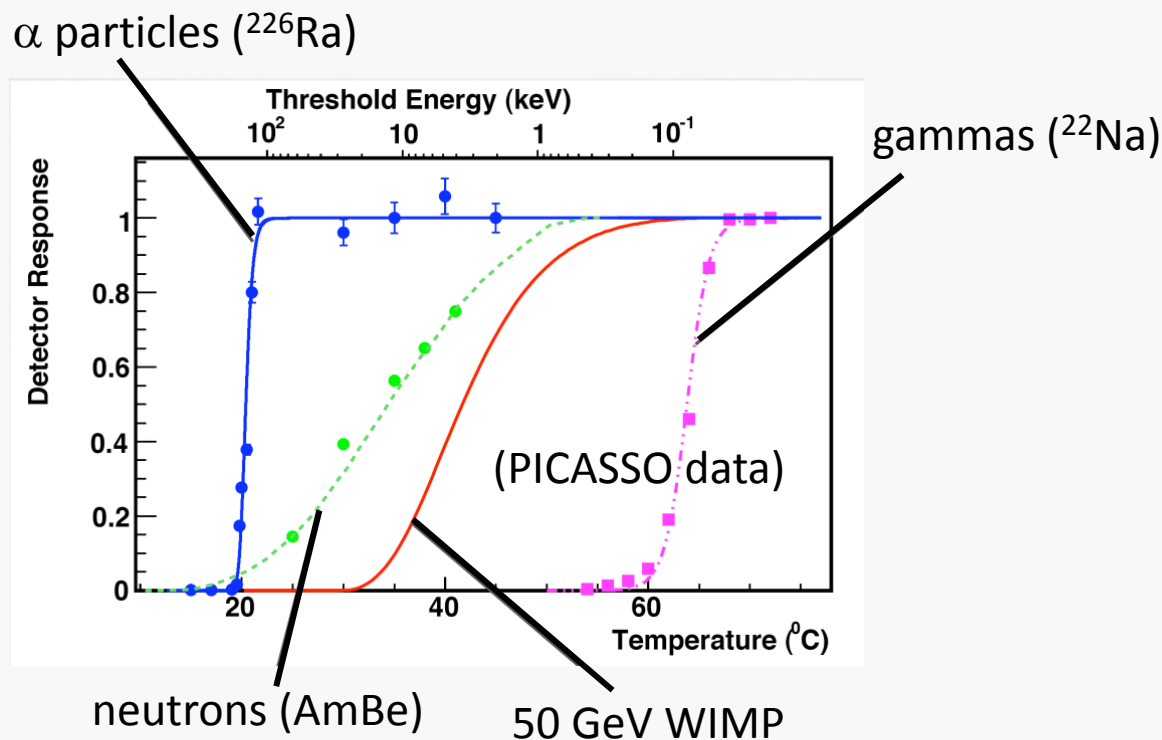 α particles (²²⁶Ra)
Threshold Energy (keV)
10² 10 1 10⁻¹
gammas (²²Na)
Detector Response
1
0.8
0.6
0.4
(PICASSO data)
0.2
0
20 40 60
Temperature (⁰C)
neutrons (AmBe)
50 GeV WIMP